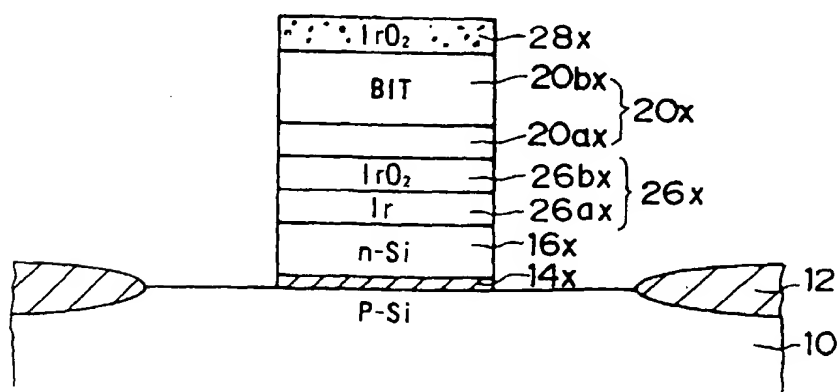 IrO₂ 28x
BIT 20bx
20x
20ax
IrO₂ 26bx
26x
Ir 26ax
n-Si 16x
14x
12
P-Si
10